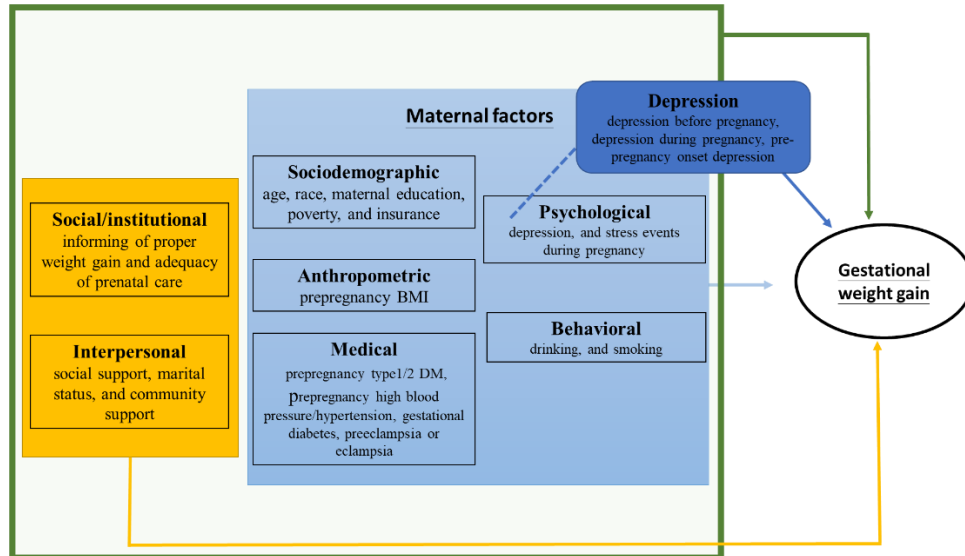 Social/institutional
informing of proper
weight gain and adequacy
of prenatal care
Interpersonal
social support, marital
status, and community
support
Maternal factors
Sociodemographic
age, race, maternal education,
poverty, and insurance
Anthropometric
prepregnancy BMI
Medical
prepregnancy type1/2 DM,
prepregnancy high blood
pressure/hypertension, gestational
diabetes, preeclampsia or
eclampsia
Depression
depression before pregnancy,
depression during pregnancy, pre-
pregnancy onset depression
Psychological
depression, and stress events
during pregnancy
Behavioral
drinking, and smoking
Gestational
weight gain